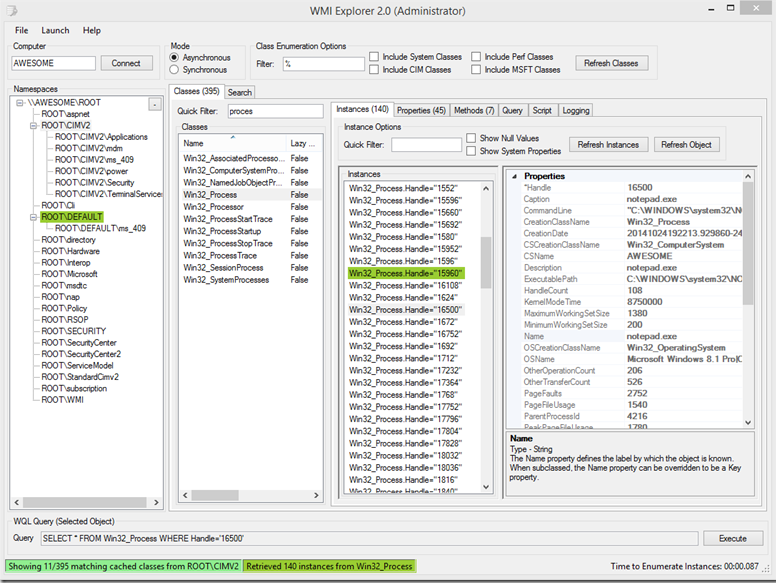 WMI Explorer 2.0 (Administrator)
File Launch Help
Computer
AWESOME
Connect
Mode
Asynchronous
Synchronous
Class Enumeration Options
Filter: %
Include System Classes
Include CIM Classes
Include Perf Classes
Include MSFT Classes
Refresh Classes
Namespaces
\\AWESOME\ROOT
ROOT\aspnet
ROOT\CIMV2
ROOT\CIMV2\Applications
ROOT\CIMV2\mdm
ROOT\CIMV2\ms_409
ROOT\CIMV2\power
ROOT\CIMV2\Security
ROOT\CIMV2\TerminalServices
ROOT\Cli
ROOT\DEFAULT
ROOT\DEFAULT\ms_409
ROOT\directory
ROOT\Hardware
ROOT\Interop
ROOT\Microsoft
ROOT\msdtc
ROOT\nap
ROOT\Policy
ROOT\RSOP
ROOT\SECURITY
ROOT\SecurityCenter
ROOT\SecurityCenter2
ROOT\ServiceModel
ROOT\StandardCimv2
ROOT\subscription
ROOT\WMI
Classes (395) Search
Quick Filter: proces
Classes
Name Lazy ...
Win32_AssociatedProcesso... False
Win32_ComputerSystemPro... False
Win32_NamedJobObjectPr... False
Win32_Process False
Win32_Processor False
Win32_ProcessStartTrace False
Win32_ProcessStartup False
Win32_ProcessStopTrace False
Win32_ProcessTrace False
Win32_SessionProcess False
Win32_SystemProcesses False
Instances (140) Properties (45) Methods (7) Query Script Logging
Instance Options
Quick Filter:
Show Null Values
Show System Properties
Refresh Instances
Refresh Object
Instances
Win32_Process.Handle="1552"
Win32_Process.Handle="15596"
Win32_Process.Handle="15660"
Win32_Process.Handle="15692"
Win32_Process.Handle="1580"
Win32_Process.Handle="15952"
Win32_Process.Handle="1596"
Win32_Process.Handle="15960"
Win32_Process.Handle="16108"
Win32_Process.Handle="1624"
Win32_Process.Handle="16500"
Win32_Process.Handle="1672"
Win32_Process.Handle="16752"
Win32_Process.Handle="1692"
Win32_Process.Handle="1712"
Win32_Process.Handle="17232"
Win32_Process.Handle="17364"
Win32_Process.Handle="1768"
Win32_Process.Handle="17752"
Win32_Process.Handle="17796"
Win32_Process.Handle="17804"
Win32_Process.Handle="17828"
Win32_Process.Handle="18032"
Win32_Process.Handle="18036"
Win32_Process.Handle="1816"
Win32_Process.Handle="1840"
Properties
*Handle 16500
Caption notepad.exe
CommandLine "C:\WINDOWS\system32\NO
CreationClassName Win32_Process
CreationDate 20141024192213.929860-24
CSCreationClassName Win32_ComputerSystem
CSName AWESOME
Description notepad.exe
ExecutablePath C:\WINDOWS\system32\NO
HandleCount 108
KernelModeTime 8750000
MaximumWorkingSetSize 1380
MinimumWorkingSetSize 200
Name notepad.exe
OSCreationClassName Win32_OperatingSystem
OSName Microsoft Windows 8.1 Pro|C
OtherOperationCount 206
OtherTransferCount 526
PageFaults 2752
PageFileUsage 1540
ParentProcessId 4216
PeakPageFileUsage 1780
Name
Type - String
The Name property defines the label by which the object is known.
When subclassed, the Name property can be overridden to be a Key
property.
WQL Query (Selected Object)
Query SELECT * FROM Win32_Process WHERE Handle='16500'
Execute
Showing 11/395 matching cached classes from ROOT\CIMV2
Retrieved 140 instances from Win32_Process
Time to Enumerate Instances: 00:00.087